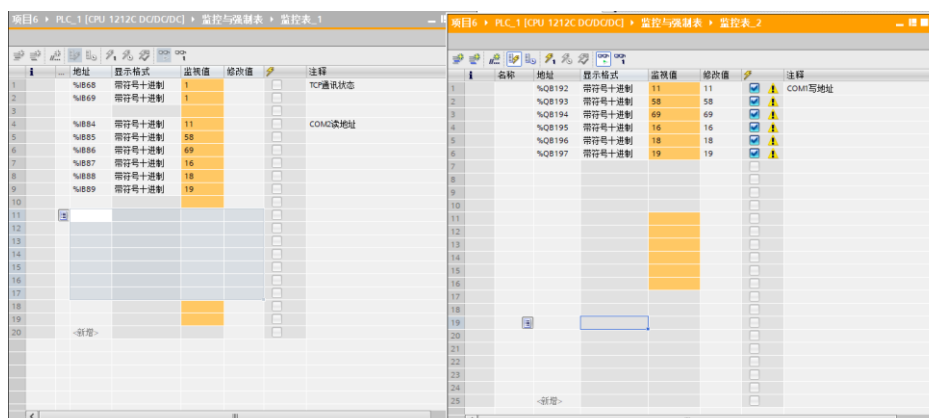 项目6 ▸ PLC_1 [CPU 1212C DC/DC/DC] ▸ 监控与强制表 ▸ 监控表_1
i ... 地址 显示格式 监视值 修改值 注释
1 %IB68 带符号十进制 1 TCP通讯状态
2 %IB69 带符号十进制 1
3
4 %IB84 带符号十进制 11 COM2读地址
5 %IB85 带符号十进制 58
6 %IB86 带符号十进制 69
7 %IB87 带符号十进制 16
8 %IB88 带符号十进制 18
9 %IB89 带符号十进制 19
10
11
12
13
14
15
16
17
18
19
20 <新增>
项目6 ▸ PLC_1 [CPU 1212C DC/DC/DC] ▸ 监控与强制表 ▸ 监控表_2
i 名称 地址 显示格式 监视值 修改值 注释
1 %QB192 带符号十进制 11 11 COM1写地址
2 %QB193 带符号十进制 58 58
3 %QB194 带符号十进制 69 69
4 %QB195 带符号十进制 16 16
5 %QB196 带符号十进制 18 18
6 %QB197 带符号十进制 19 19
7
8
9
10
11
12
13
14
15
16
17
18
19
20
21
22
23
24
25 <新增>